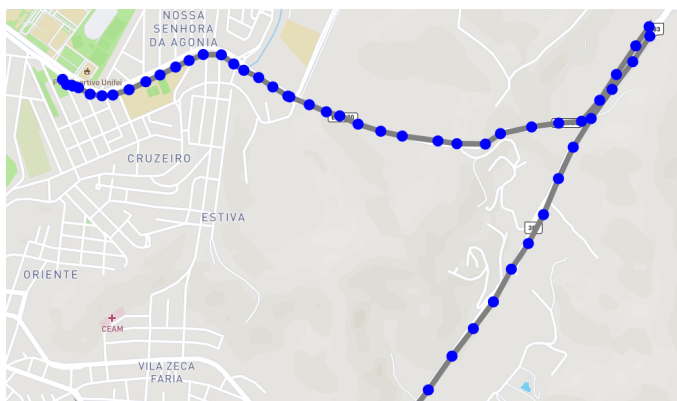 NOSSA
SENHORA
DA AGONIA
CRUZEIRO
ESTIVA
ORIENTE
CEAM
VILA ZECA
FARIA